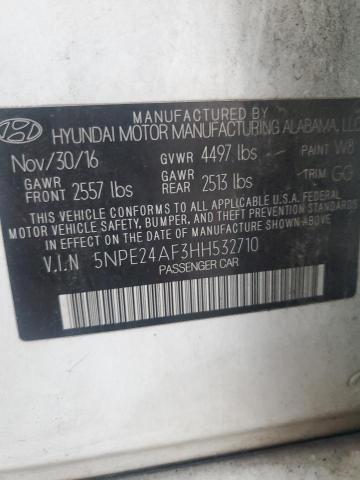 HYUNDAI MOTOR MANUFACTURING ALABAMA, LLC
Nov/30/16 GVWR 4497 lbs PAINT W8
GAWR FRONT 2557 lbs GAWR REAR 2513 lbs TRIM GG
THIS VEHICLE CONFORMS TO ALL APPLICABLE FEDERAL
MOTOR VEHICLE SAFETY, BUMPER, AND THEFT PREVENTION
STANDARDS IN EFFECT ON THE DATE OF MANUFACTURE SHOWN ABOVE.
V.I.N 5NPE24AF3HH532710
PASSENGER CAR